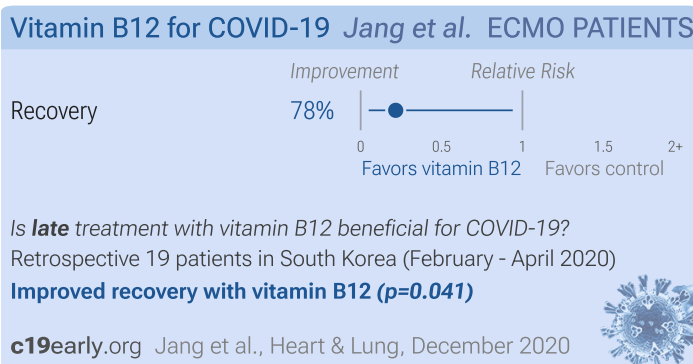 Vitamin B12 for COVID-19 Jang et al. ECMO PATIENTS
Improvement Relative Risk
Recovery 78%
0 0.5 1 1.5 2+
Favors vitamin B12 Favors control
Is late treatment with vitamin B12 beneficial for COVID-19?
Retrospective 19 patients in South Korea (February - April 2020)
Improved recovery with vitamin B12 (p=0.041)
c19early.org Jang et al., Heart & Lung, December 2020